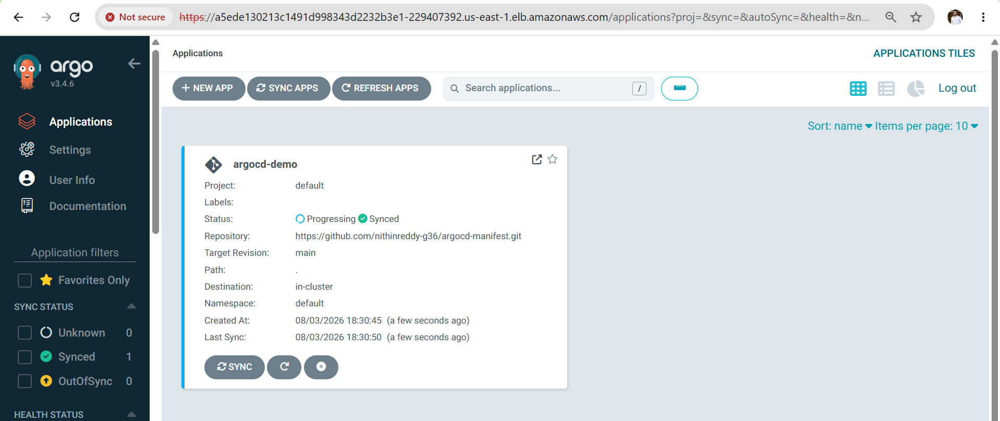 Not secure https://a5ede130213c1491d998343d2232b3e1-229407392.us-east-1.elb.amazonaws.com/applications?proj=&sync=&autoSync=&health=&n...
argo
v3.4.6
Applications
Settings
User Info
Documentation
Application filters
Favorites Only
SYNC STATUS
Unknown 0
Synced 1
OutOfSync 0
HEALTH STATUS
Applications APPLICATIONS TILES
+ NEW APP SYNC APPS REFRESH APPS Search applications... / Log out
Sort: name Items per page: 10
argocd-demo
Project: default
Labels:
Status: Progressing Synced
Repository: https://github.com/nithinreddy-g36/argocd-manifest.git
Target Revision: main
Path: .
Destination: in-cluster
Namespace: default
Created At: 08/03/2026 18:30:45 (a few seconds ago)
Last Sync: 08/03/2026 18:30:50 (a few seconds ago)
SYNC